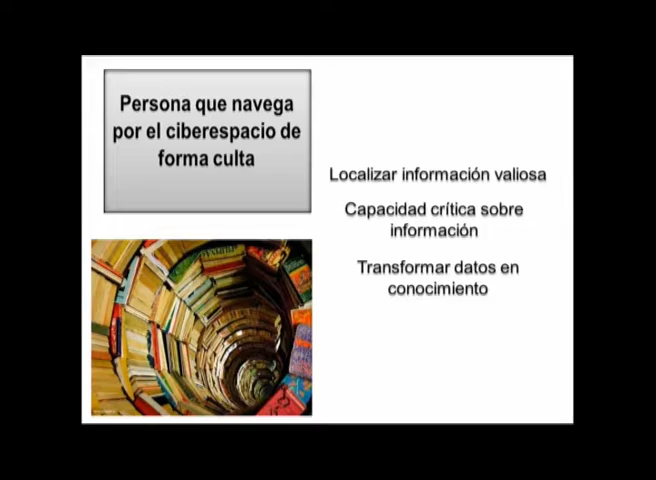 Persona que navega
por el ciberespacio de
forma culta
Localizar información valiosa
Capacidad crítica sobre
información
Transformar datos en
conocimiento